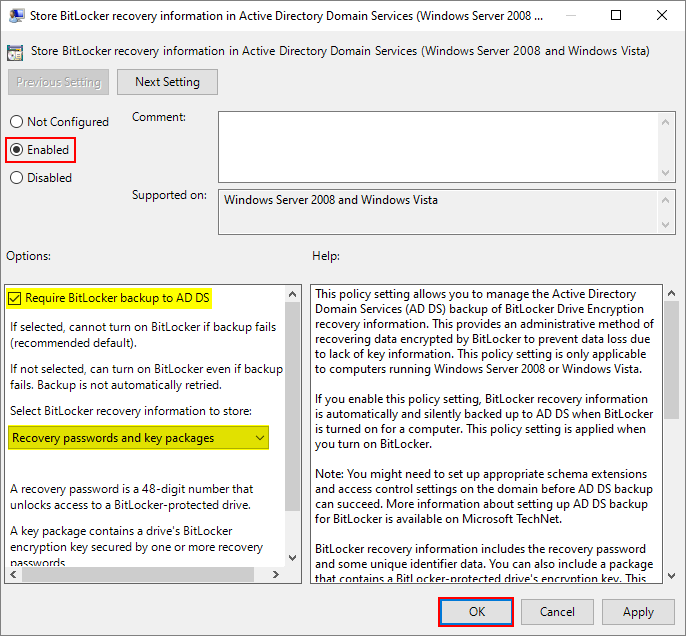 Store BitLocker recovery information in Active Directory Domain Services (Windows Server 2008 ...
Store BitLocker recovery information in Active Directory Domain Services (Windows Server 2008 and Windows Vista)
Previous Setting
Next Setting
Not Configured
Enabled
Disabled
Comment:
Supported on:
Windows Server 2008 and Windows Vista
Options:
Help:
Require BitLocker backup to AD DS
If selected, cannot turn on BitLocker if backup fails
(recommended default).
If not selected, can turn on BitLocker even if backup
fails. Backup is not automatically retried.
Select BitLocker recovery information to store:
Recovery passwords and key packages
A recovery password is a 48-digit number that
unlocks access to a BitLocker-protected drive.
A key package contains a drive's BitLocker
encryption key secured by one or more recovery
passwords
This policy setting allows you to manage the Active Directory
Domain Services (AD DS) backup of BitLocker Drive Encryption
recovery information. This provides an administrative method of
recovering data encrypted by BitLocker to prevent data loss due
to lack of key information. This policy setting is only applicable
to computers running Windows Server 2008 or Windows Vista.
If you enable this policy setting, BitLocker recovery information
is automatically and silently backed up to AD DS when BitLocker
is turned on for a computer. This policy setting is applied when
you turn on BitLocker.
Note: You might need to set up appropriate schema extensions
and access control settings on the domain before AD DS backup
can succeed. More information about setting up AD DS backup
for BitLocker is available on Microsoft TechNet.
BitLocker recovery information includes the recovery password
and some unique identifier data. You can also include a package
that contains a BitLocker-protected drive's encryption key. This
OK
Cancel
Apply